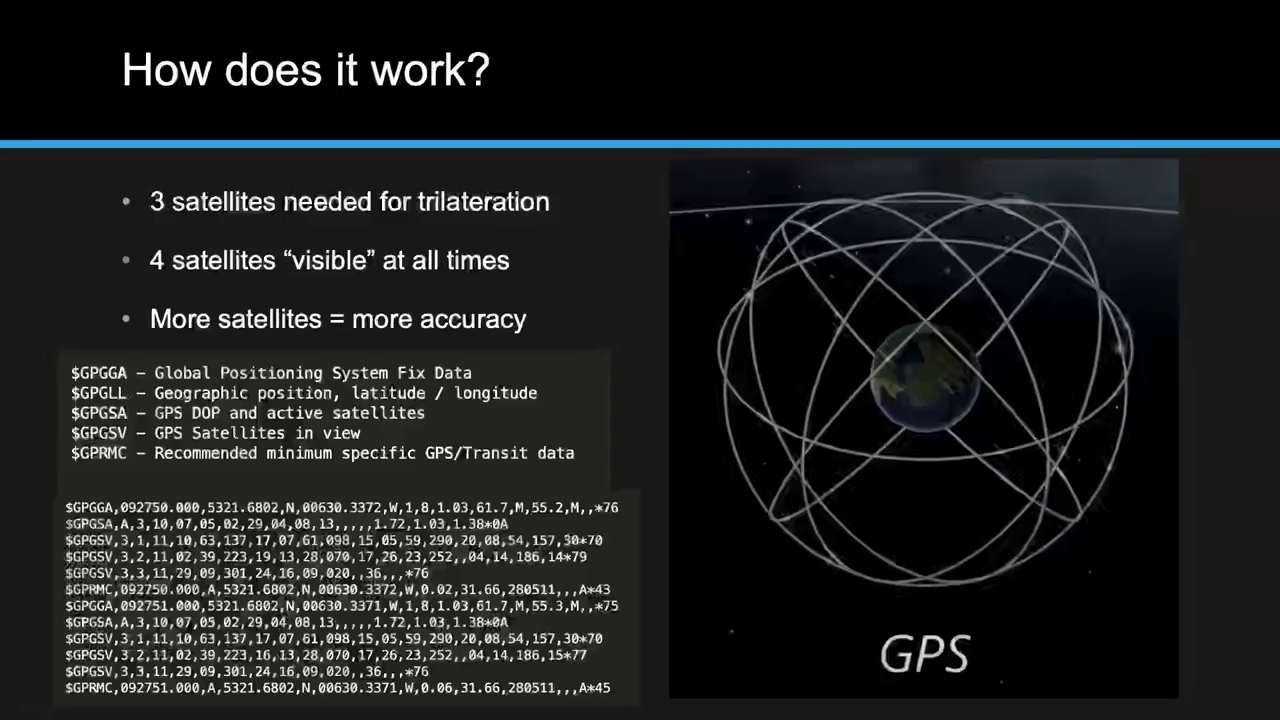 How does it work?
• 3 satellites needed for trilateration
• 4 satellites “visible” at all times
• More satellites = more accuracy
$GPGGA – Global Positioning System Fix Data
$GPGLL – Geographic position, latitude / longitude
$GPGSA – GPS DOP and active satellites
$GPGSV – GPS Satellites in view
$GPRMC – Recommended minimum specific GPS/Transit data
$GPGGA,092750.000,5321.6802,N,00630.3372,W,1,8,1.03,61.7,M,55.2,M,,*76
$GPGSA,A,3,10,07,05,02,29,04,08,13,,,,,1.72,1.03,1.38*0A
$GPGSV,3,1,11,10,63,137,17,07,61,098,15,05,59,290,20,08,54,157,30*70
$GPGSV,3,2,11,02,39,223,19,13,28,070,17,26,23,252,,04,14,186,14*79
$GPGSV,3,3,11,29,09,301,24,16,09,020,,36,,,*76
$GPRMC,092750.000,A,5321.6802,N,00630.3372,W,0.02,31.66,280511,,,A*43
$GPGGA,092751.000,5321.6802,N,00630.3371,W,1,8,1.03,61.7,M,55.3,M,,*75
$GPGSA,A,3,10,07,05,02,29,04,08,13,,,,,1.72,1.03,1.38*0A
$GPGSV,3,1,11,10,63,137,17,07,61,098,15,05,59,290,20,08,54,157,30*70
$GPGSV,3,2,11,02,39,223,16,13,28,070,17,26,23,252,,04,14,186,15*77
$GPGSV,3,3,11,29,09,301,24,16,09,020,,36,,,*76
$GPRMC,092751.000,A,5321.6802,N,00630.3371,W,0.06,31.66,280511,,,A*45
GPS